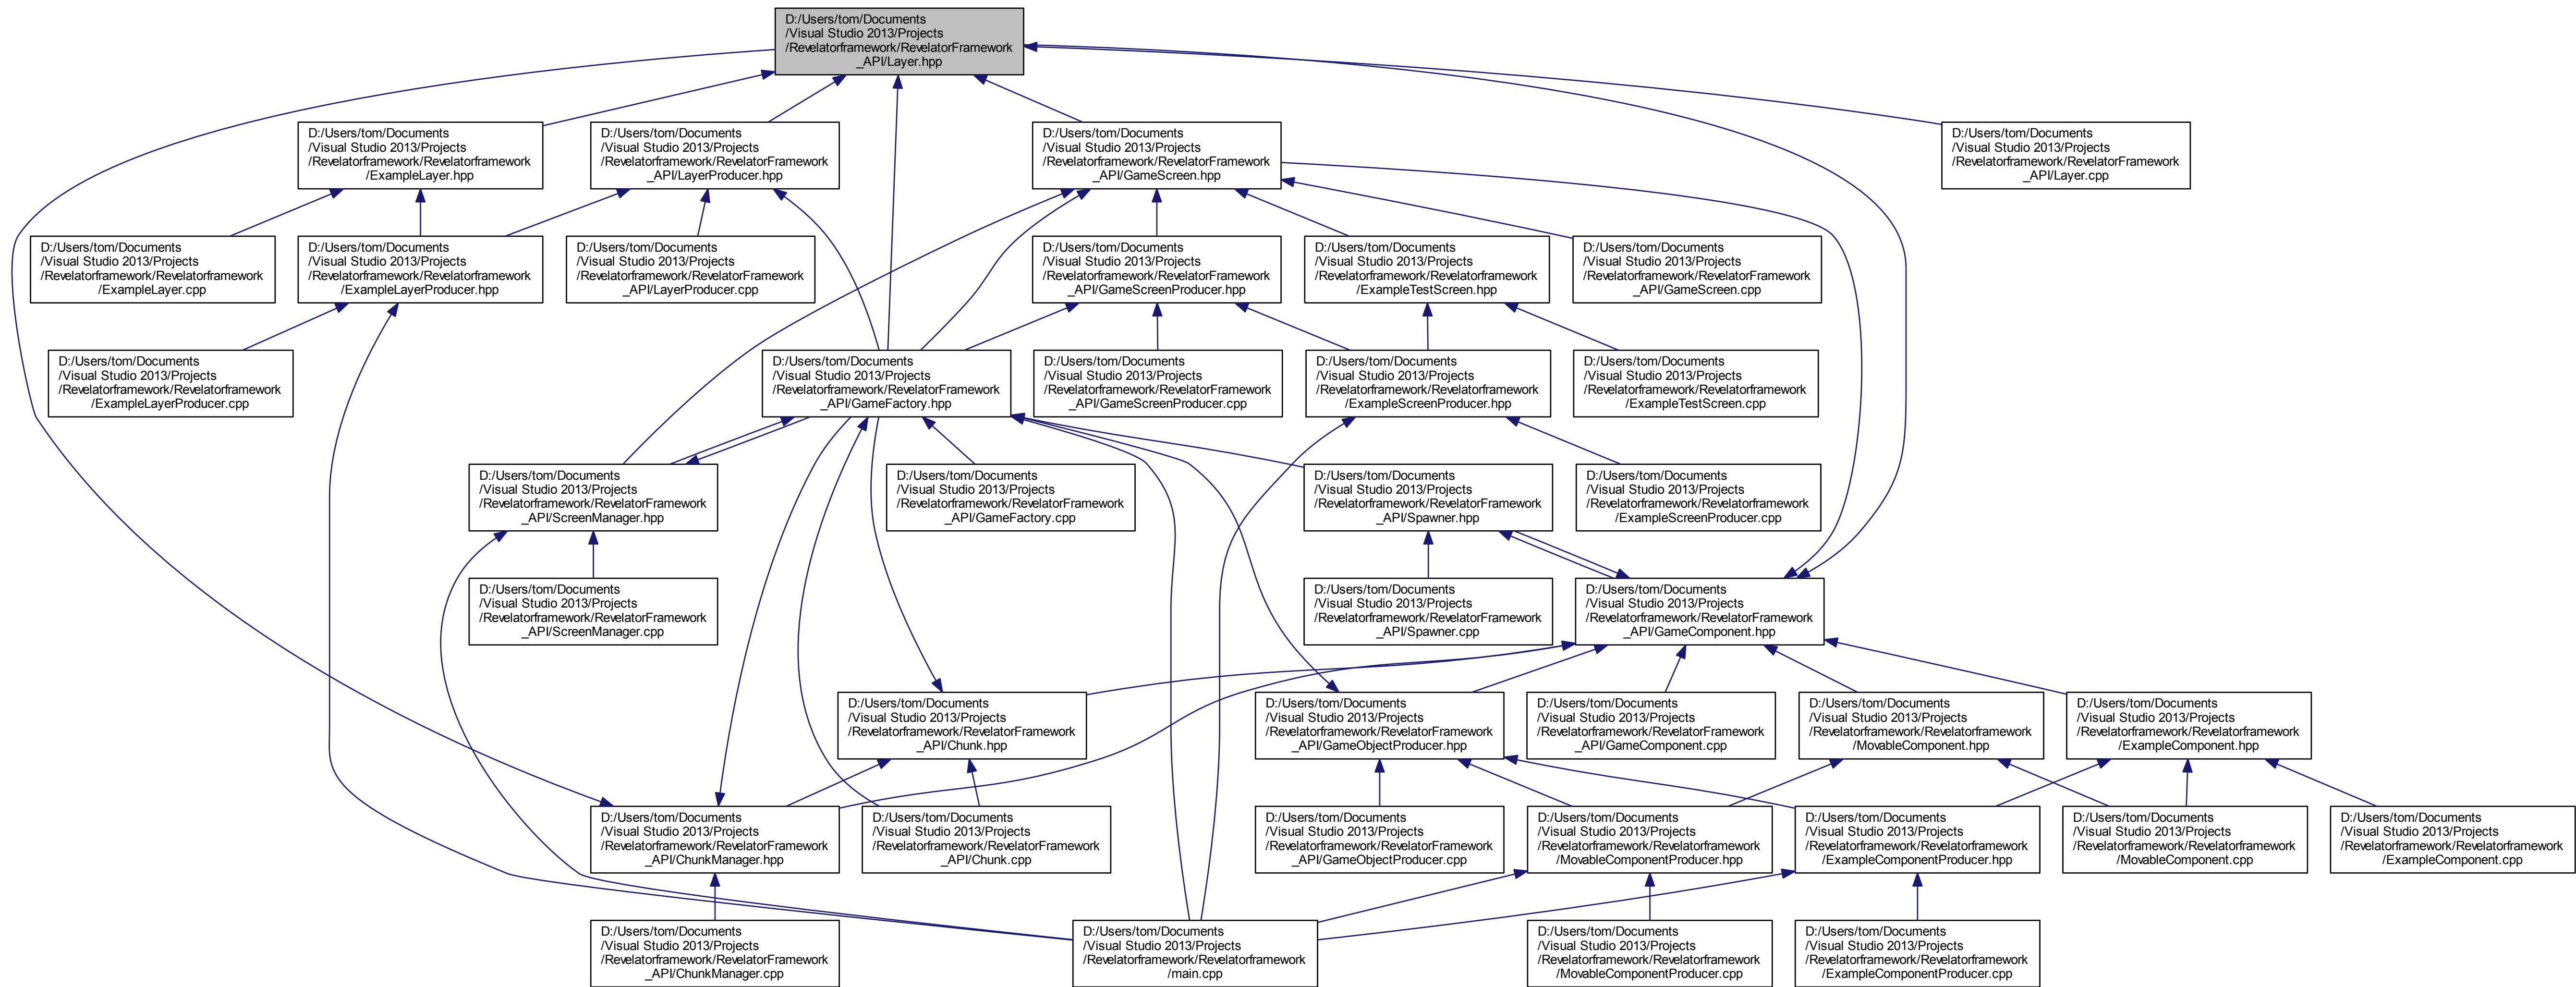 D:/Users/tom/Documents
/Visual Studio 2013/Projects
/Revelatorframework/RevelatorFramework
_API/Layer.hpp
D:/Users/tom/Documents
/Visual Studio 2013/Projects
/Revelatorframework/Revelatorframework
/ExampleLayer.hpp
D:/Users/tom/Documents
/Visual Studio 2013/Projects
/Revelatorframework/RevelatorFramework
_API/LayerProducer.hpp
D:/Users/tom/Documents
/Visual Studio 2013/Projects
/Revelatorframework/RevelatorFramework
_API/GameScreen.hpp
D:/Users/tom/Documents
/Visual Studio 2013/Projects
/Revelatorframework/RevelatorFramework
_API/Layer.cpp
D:/Users/tom/Documents
/Visual Studio 2013/Projects
/Revelatorframework/Revelatorframework
/ExampleLayer.cpp
D:/Users/tom/Documents
/Visual Studio 2013/Projects
/Revelatorframework/Revelatorframework
/ExampleLayerProducer.hpp
D:/Users/tom/Documents
/Visual Studio 2013/Projects
/Revelatorframework/RevelatorFramework
_API/LayerProducer.cpp
D:/Users/tom/Documents
/Visual Studio 2013/Projects
/Revelatorframework/RevelatorFramework
_API/GameScreenProducer.hpp
D:/Users/tom/Documents
/Visual Studio 2013/Projects
/Revelatorframework/Revelatorframework
/ExampleTestScreen.hpp
D:/Users/tom/Documents
/Visual Studio 2013/Projects
/Revelatorframework/RevelatorFramework
_API/GameScreen.cpp
D:/Users/tom/Documents
/Visual Studio 2013/Projects
/Revelatorframework/Revelatorframework
/ExampleLayerProducer.cpp
D:/Users/tom/Documents
/Visual Studio 2013/Projects
/Revelatorframework/RevelatorFramework
_API/GameFactory.hpp
D:/Users/tom/Documents
/Visual Studio 2013/Projects
/Revelatorframework/RevelatorFramework
_API/GameScreenProducer.cpp
D:/Users/tom/Documents
/Visual Studio 2013/Projects
/Revelatorframework/Revelatorframework
/ExampleScreenProducer.hpp
D:/Users/tom/Documents
/Visual Studio 2013/Projects
/Revelatorframework/Revelatorframework
/ExampleTestScreen.cpp
D:/Users/tom/Documents
/Visual Studio 2013/Projects
/Revelatorframework/RevelatorFramework
_API/ScreenManager.hpp
D:/Users/tom/Documents
/Visual Studio 2013/Projects
/Revelatorframework/RevelatorFramework
_API/GameFactory.cpp
D:/Users/tom/Documents
/Visual Studio 2013/Projects
/Revelatorframework/RevelatorFramework
_API/Spawner.hpp
D:/Users/tom/Documents
/Visual Studio 2013/Projects
/Revelatorframework/Revelatorframework
/ExampleScreenProducer.cpp
D:/Users/tom/Documents
/Visual Studio 2013/Projects
/Revelatorframework/RevelatorFramework
_API/ScreenManager.cpp
D:/Users/tom/Documents
/Visual Studio 2013/Projects
/Revelatorframework/RevelatorFramework
_API/Spawner.cpp
D:/Users/tom/Documents
/Visual Studio 2013/Projects
/Revelatorframework/RevelatorFramework
_API/GameComponent.hpp
D:/Users/tom/Documents
/Visual Studio 2013/Projects
/Revelatorframework/RevelatorFramework
_API/Chunk.hpp
D:/Users/tom/Documents
/Visual Studio 2013/Projects
/Revelatorframework/RevelatorFramework
_API/GameObjectProducer.hpp
D:/Users/tom/Documents
/Visual Studio 2013/Projects
/Revelatorframework/RevelatorFramework
_API/GameComponent.cpp
D:/Users/tom/Documents
/Visual Studio 2013/Projects
/Revelatorframework/Revelatorframework
/MovableComponent.hpp
D:/Users/tom/Documents
/Visual Studio 2013/Projects
/Revelatorframework/Revelatorframework
/ExampleComponent.hpp
D:/Users/tom/Documents
/Visual Studio 2013/Projects
/Revelatorframework/RevelatorFramework
_API/ChunkManager.hpp
D:/Users/tom/Documents
/Visual Studio 2013/Projects
/Revelatorframework/RevelatorFramework
_API/Chunk.cpp
D:/Users/tom/Documents
/Visual Studio 2013/Projects
/Revelatorframework/RevelatorFramework
_API/GameObjectProducer.cpp
D:/Users/tom/Documents
/Visual Studio 2013/Projects
/Revelatorframework/Revelatorframework
/MovableComponentProducer.hpp
D:/Users/tom/Documents
/Visual Studio 2013/Projects
/Revelatorframework/Revelatorframework
/ExampleComponentProducer.hpp
D:/Users/tom/Documents
/Visual Studio 2013/Projects
/Revelatorframework/Revelatorframework
/MovableComponent.cpp
D:/Users/tom/Documents
/Visual Studio 2013/Projects
/Revelatorframework/Revelatorframework
/ExampleComponent.cpp
D:/Users/tom/Documents
/Visual Studio 2013/Projects
/Revelatorframework/RevelatorFramework
_API/ChunkManager.cpp
D:/Users/tom/Documents
/Visual Studio 2013/Projects
/Revelatorframework/Revelatorframework
/main.cpp
D:/Users/tom/Documents
/Visual Studio 2013/Projects
/Revelatorframework/Revelatorframework
/MovableComponentProducer.cpp
D:/Users/tom/Documents
/Visual Studio 2013/Projects
/Revelatorframework/Revelatorframework
/ExampleComponentProducer.cpp